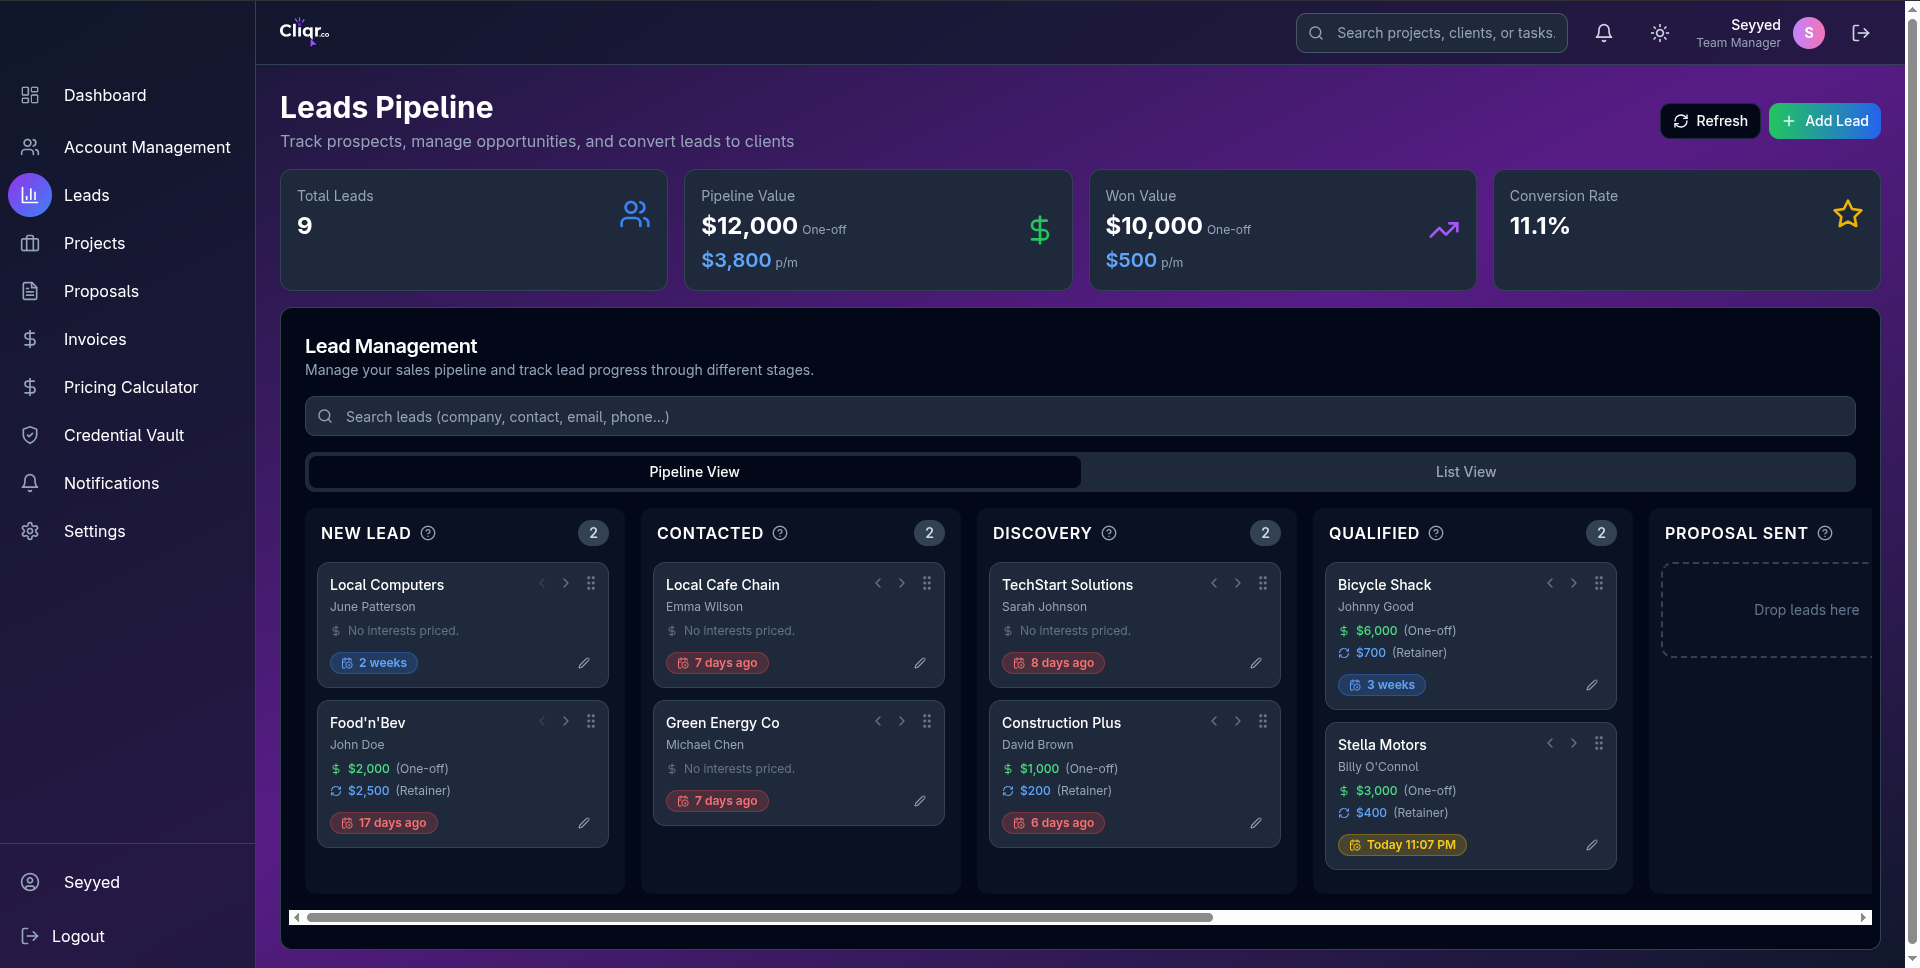 Cliqr.co
Search projects, clients, or tasks.
Seyyed
Team Manager
S
Dashboard
Account Management
Leads
Projects
Proposals
Invoices
Pricing Calculator
Credential Vault
Notifications
Settings
Seyyed
Logout
Leads Pipeline
Track prospects, manage opportunities, and convert leads to clients
Refresh
Add Lead
Total Leads
9
Pipeline Value
$12,000 One-off
$3,800 p/m
Won Value
$10,000 One-off
$500 p/m
Conversion Rate
11.1%
Lead Management
Manage your sales pipeline and track lead progress through different stages.
Search leads (company, contact, email, phone...)
Pipeline View
List View
NEW LEAD
2
Local Computers
June Patterson
No interests priced.
2 weeks
Food'n'Bev
John Doe
$2,000 (One-off)
$2,500 (Retainer)
17 days ago
CONTACTED
2
Local Cafe Chain
Emma Wilson
No interests priced.
7 days ago
Green Energy Co
Michael Chen
No interests priced.
7 days ago
DISCOVERY
2
TechStart Solutions
Sarah Johnson
No interests priced.
8 days ago
Construction Plus
David Brown
$1,000 (One-off)
$200 (Retainer)
6 days ago
QUALIFIED
2
Bicycle Shack
Johnny Good
$6,000 (One-off)
$700 (Retainer)
3 weeks
Stella Motors
Billy O'Connol
$3,000 (One-off)
$400 (Retainer)
Today 11:07 PM
PROPOSAL SENT
Drop leads here